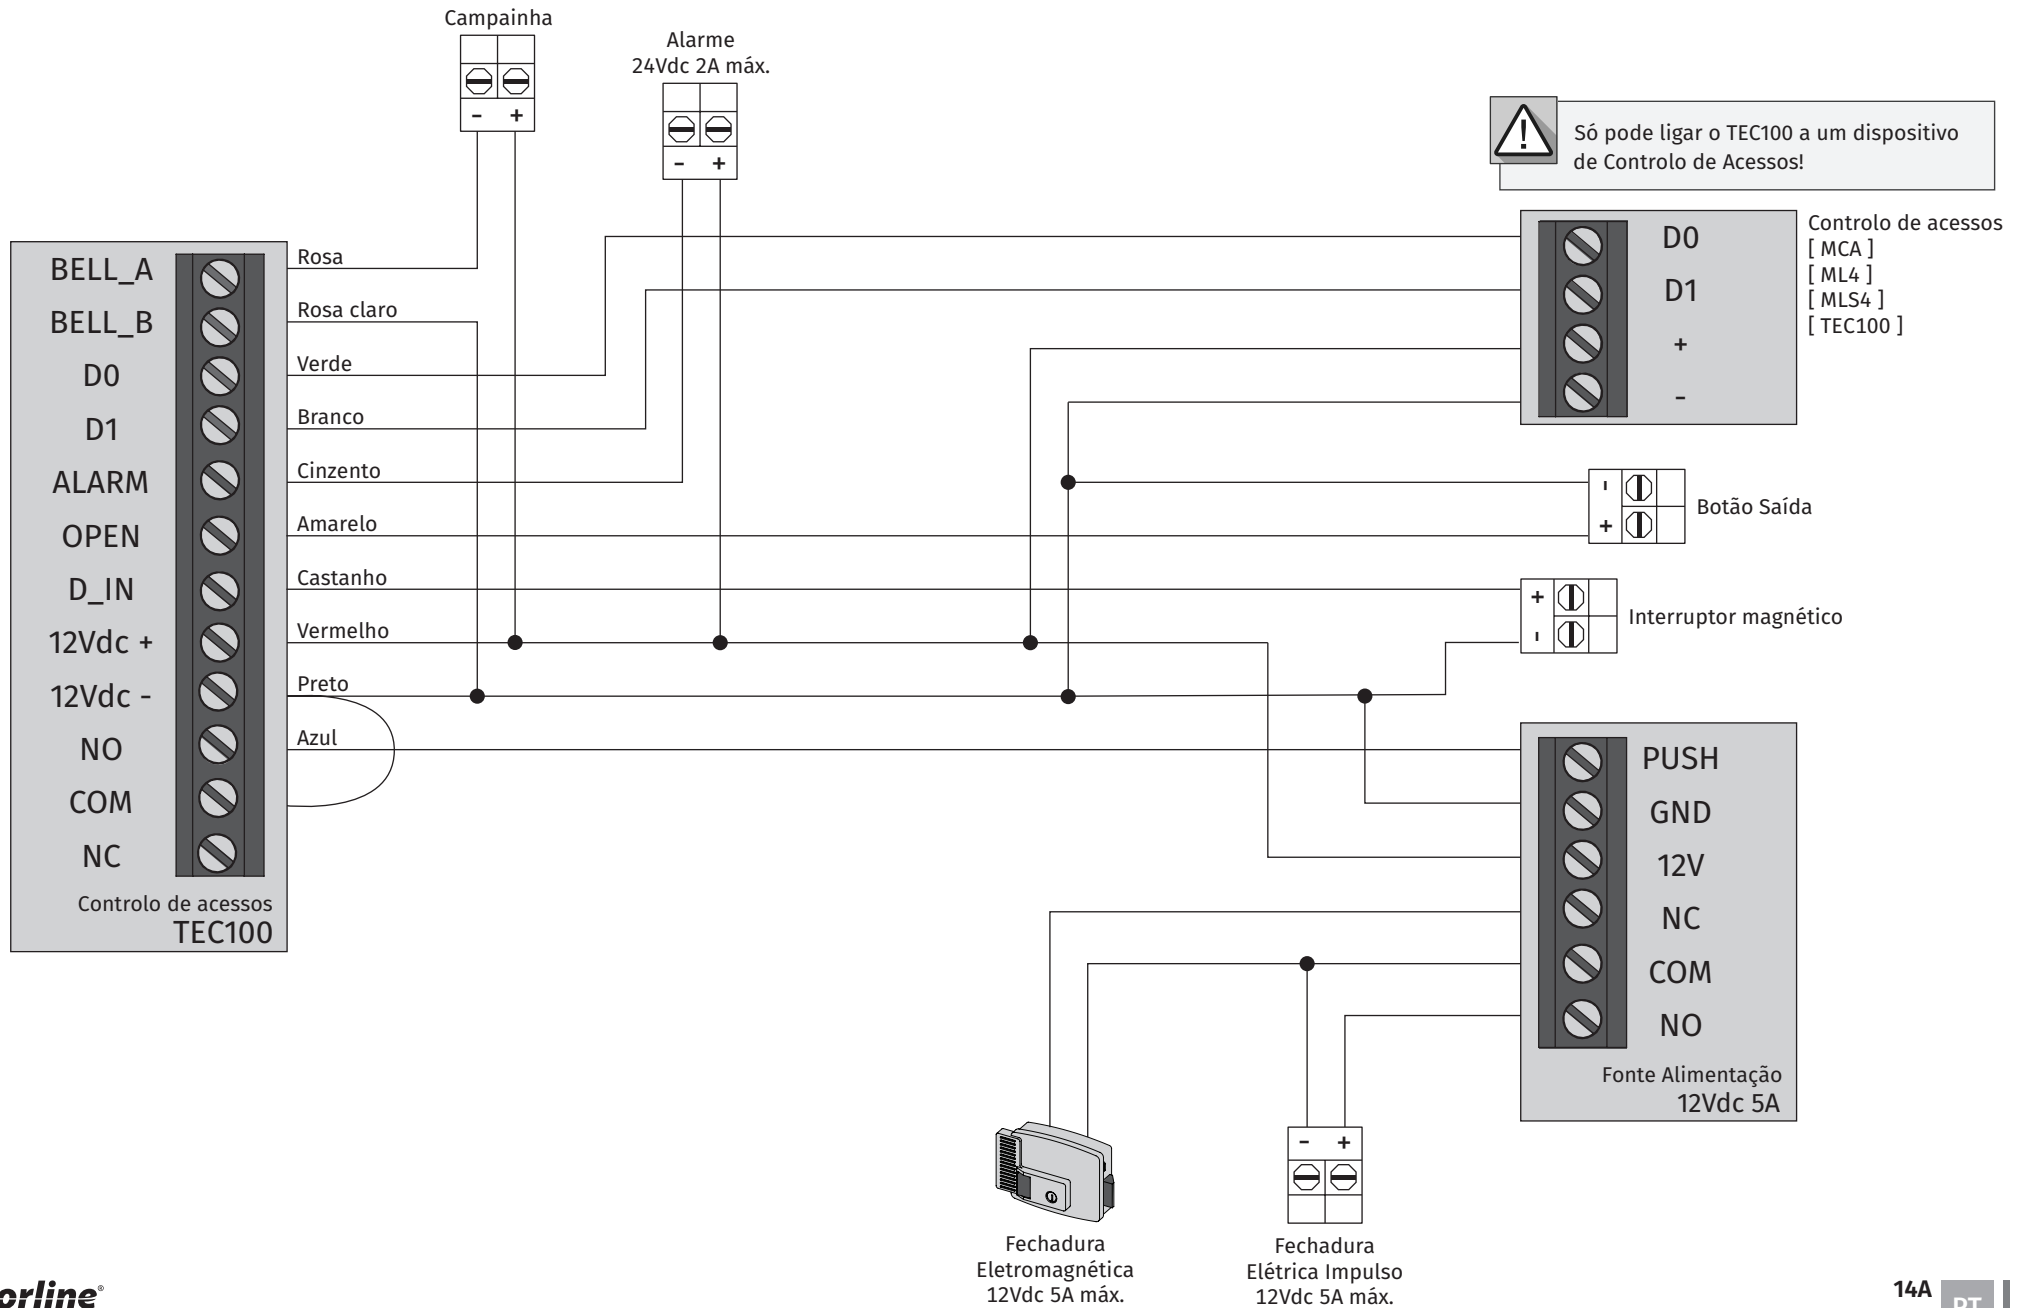 Campainha
- +
Alarme
24Vdc 2A máx.
- +
Só pode ligar o TEC100 a um dispositivo
de Controlo de Acessos!
BELL_A
BELL_B
D0
D1
ALARM
OPEN
D_IN
12Vdc +
12Vdc -
NO
COM
NC
Controlo de acessos
TEC100
Rosa
Rosa claro
Verde
Branco
Cinzento
Amarelo
Castanho
Vermelho
Preto
Azul
D0
D1
+
-
Controlo de acessos
[ MCA ]
[ ML4 ]
[ MLS4 ]
[ TEC100 ]
-
+
Botão Saída
+
-
Interruptor magnético
PUSH
GND
12V
NC
COM
NO
Fonte Alimentação
12Vdc 5A
- +
Fechadura
Eletromagnética
12Vdc 5A máx.
Fechadura
Elétrica Impulso
12Vdc 5A máx.
orline®
14A
PT